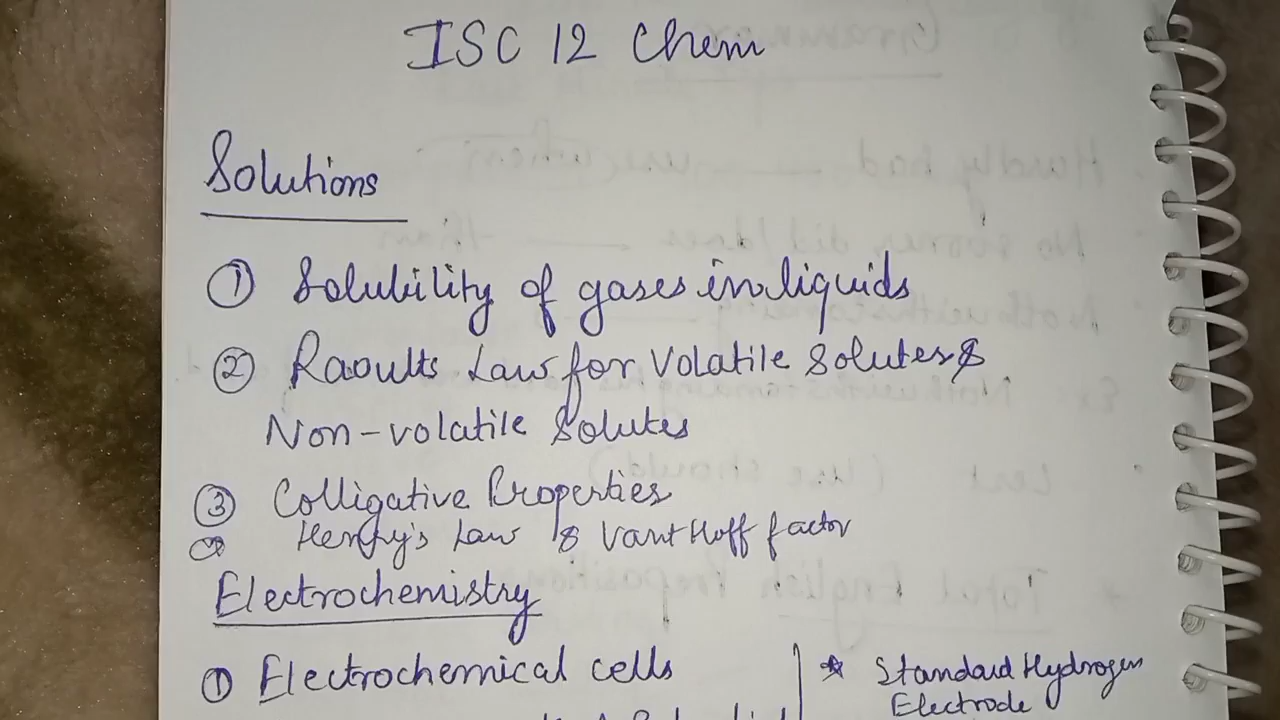 ISC 12 Chem
Solutions
① Solubility of gases in liquids
② Raoults Law for Volatile Solutes &
Non-volatile Solutes
③ Colligative Properties
Henry's Law & Vant Hoff factor
Electrochemistry
① Electrochemical cells
* Standard Hydrogen
Electrode